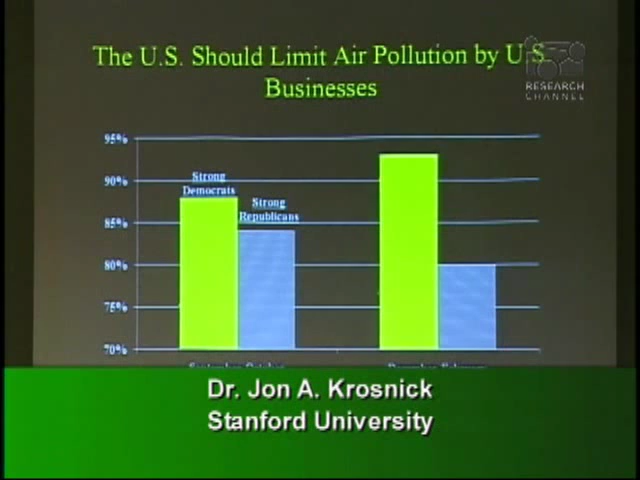 The U.S. Should Limit Air Pollution by U.S.
Businesses
RESEARCH
CHANNEL
95%
90%
85%
80%
75%
70%
Strong
Democrats
Strong
Republicans
Dr. Jon A. Krosnick
Stanford University